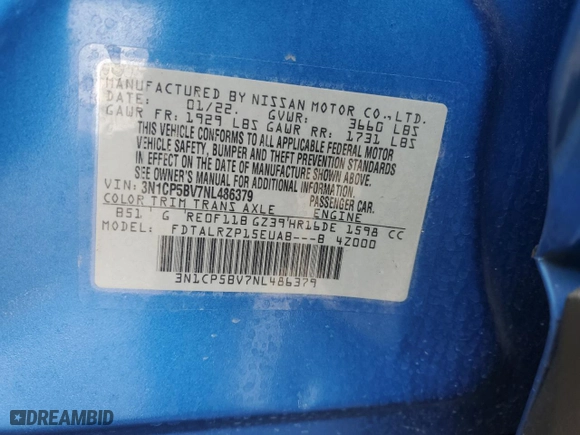 MANUFACTURED BY NISSAN MOTOR CO., LTD.
DATE: 01/22. GVWR: 3660 LBS
GAWR FR: 1929 LBS GAWR RR: 1731 LBS
THIS VEHICLE CONFORMS TO ALL APPLICABLE FEDERAL MOTOR
VEHICLE SAFETY, BUMPER AND THEFT PREVENTION STANDARDS
IN EFFECT ON THE DATE OF MANUFACTURE SHOWN ABOVE.
SEE OWNER'S MANUAL FOR ADDITIONAL INFORMATION.
VIN: 3N1CP5BV7NL486379 PASSENGER CAR.
COLOR TRIM TRANS AXLE ENGINE
B51 G RE0F11B GZ39 HR16DE 1598 CC
MODEL: FDTALRZP15EUAB---B 4Z000
3N1CP5BV7NL486379
DREAMBID